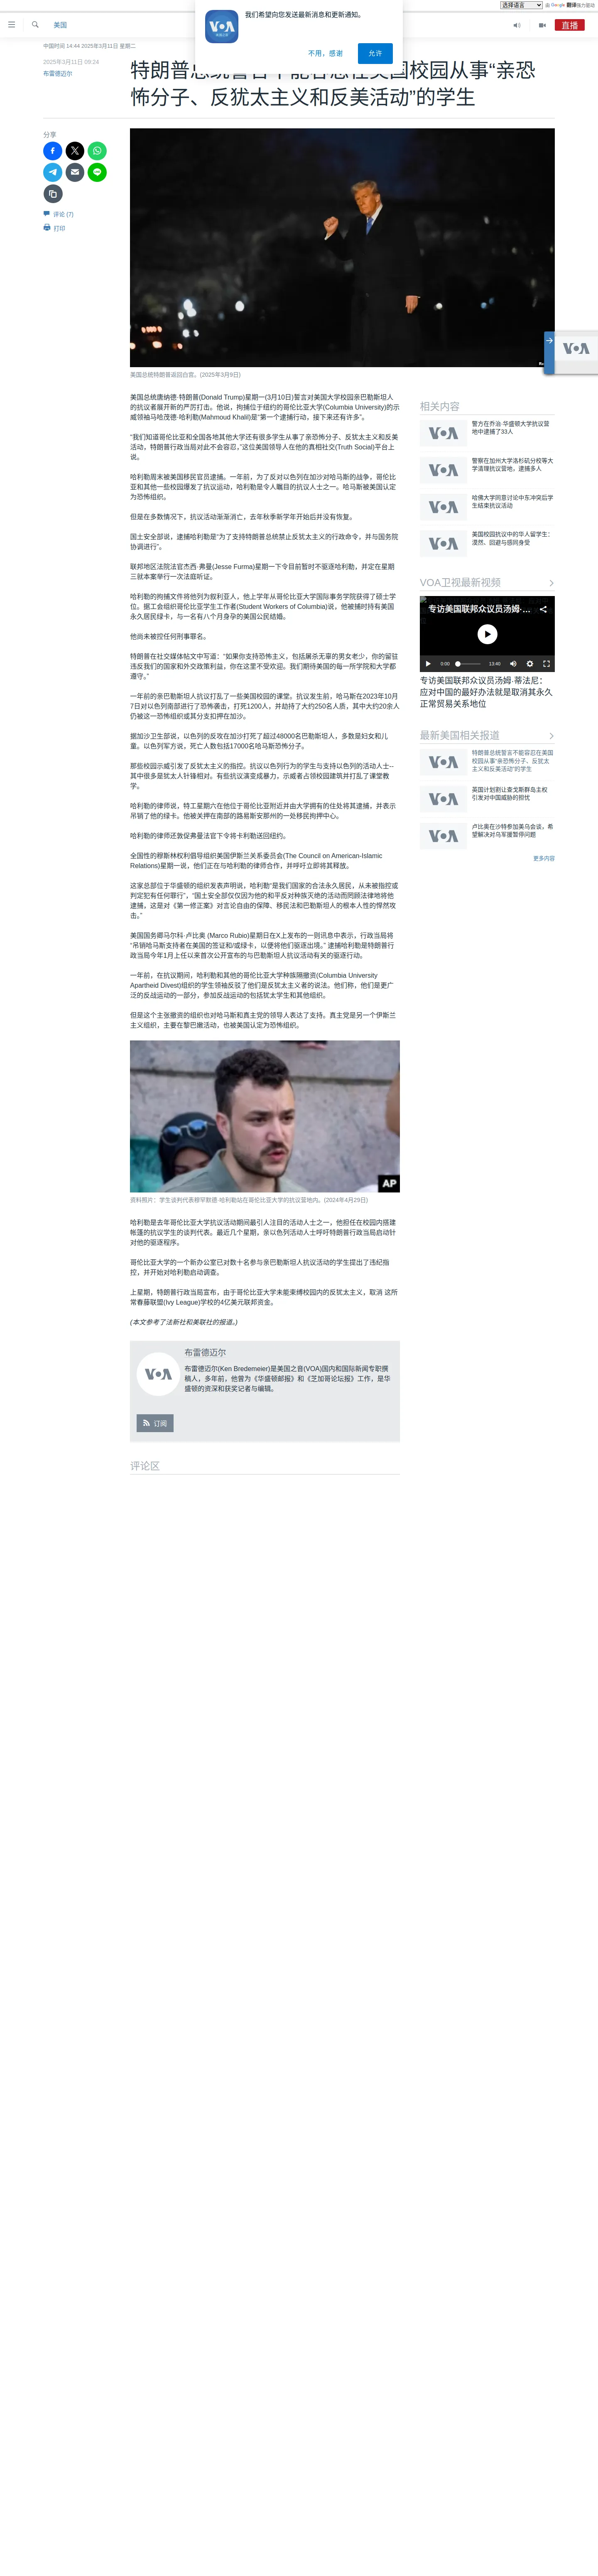 选择语言
由 Google 翻译强力驱动
我们希望向您发送最新消息和更新通知。
VOA
不用，感谢
允许
美国
直播
中国时间 14:44 2025年3月11日 星期二
2025年3月11日 09:24
布雷德迈尔
恐怖分子、反犹太主义和反美活动”的学生
分享
评论 (7)
打印
美国总统特朗普返回白宫。(2025年3月9日)
美国总统唐纳德·特朗普(Donald Trump)星期一(3月10日)誓言对美国大学校园亲巴勒斯坦人
的抗议者展开新的严厉打击。他说，拘捕位于纽约的哥伦比亚大学(Columbia University)的示
威领袖马哈茂德·哈利勒(Mahmoud Khalil)是“第一个逮捕行动，接下来还有许多”。
“我们知道哥伦比亚和全国各地其他大学还有很多学生从事了亲恐怖分子、反犹太主义和反美
活动，特朗普行政当局对此不会容忍，”这位美国领导人在他的真相社交(Truth Social)平台上
说。
哈利勒周末被美国移民官员逮捕。一年前，为了反对以色列在加沙对哈马斯的战争，哥伦比
亚和其他一些校园爆发了抗议运动，哈利勒是令人瞩目的抗议人士之一。哈马斯被美国认定
为恐怖组织。
但是在多数情况下，抗议活动渐渐消亡，去年秋季新学年开始后并没有恢复。
国土安全部说，逮捕哈利勒是“为了支持特朗普总统禁止反犹太主义的行政命令，并与国务院
协调进行”。
联邦地区法院法官杰西·弗曼(Jesse Furma)星期一下令目前暂时不驱逐哈利勒，并定在星期
三就本案举行一次法庭听证。
哈利勒的拘捕文件将他列为叙利亚人，他上学年从哥伦比亚大学国际事务学院获得了硕士学
位。据工会组织哥伦比亚学生工作者(Student Workers of Columbia)说，他被捕时持有美国
永久居民绿卡，与一名有八个月身孕的美国公民结婚。
他尚未被控任何刑事罪名。
特朗普在社交媒体帖文中写道：“如果你支持恐怖主义，包括屠杀无辜的男女老少，你的留驻
违反我们的国家和外交政策利益，你在这里不受欢迎。我们期待美国的每一所学院和大学都
遵守。”
一年前的亲巴勒斯坦人抗议打乱了一些美国校园的课堂。抗议发生前，哈马斯在2023年10月
7日对以色列南部进行了恐怖袭击，打死1200人，并劫持了大约250名人质，其中大约20余人
仍被这一恐怖组织或其分支扣押在加沙。
据加沙卫生部说，以色列的反攻在加沙打死了超过48000名巴勒斯坦人，多数是妇女和儿
童。以色列军方说，死亡人数包括17000名哈马斯恐怖分子。
那些校园示威引发了反犹太主义的指控。抗议以色列行为的学生与支持以色列的活动人士--
其中很多是犹太人针锋相对。有些抗议演变成暴力，示威者占领校园建筑并打乱了课堂教
学。
哈利勒的律师说，特工星期六在他位于哥伦比亚附近并由大学拥有的住处将其逮捕，并表示
吊销了他的绿卡。他被关押在南部的路易斯安那州的一处移民拘押中心。
哈利勒的律师还敦促弗曼法官下令将卡利勒送回纽约。
全国性的穆斯林权利倡导组织美国伊斯兰关系委员会(The Council on American-Islamic
Relations)星期一说，他们正在与哈利勒的律师合作，并呼吁立即将其释放。
这家总部位于华盛顿的组织发表声明说，哈利勒“是我们国家的合法永久居民，从未被指控或
判定犯有任何罪行”，“国土安全部仅仅因为他的和平反对种族灭绝的活动而罔顾法律地将他
逮捕，这是对《第一修正案》对言论自由的保障、移民法和巴勒斯坦人的根本人性的悍然攻
击。”
美国国务卿马尔科·卢比奥 (Marco Rubio)星期日在X上发布的一则讯息中表示，行政当局将
“吊销哈马斯支持者在美国的签证和/或绿卡，以便将他们驱逐出境。” 逮捕哈利勒是特朗普行
政当局今年1月上任以来首次公开宣布的与巴勒斯坦人抗议活动有关的驱逐行动。
一年前，在抗议期间，哈利勒和其他的哥伦比亚大学种族隔撤资(Columbia University
Apartheid Divest)组织的学生领袖反驳了他们是反犹太主义者的说法。他们称，他们是更广
泛的反战运动的一部分，参加反战运动的包括犹太学生和其他组织。
但是这个主张撤资的组织也对哈马斯和真主党的领导人表达了支持。真主党是另一个伊斯兰
主义组织，主要在黎巴嫩活动，也被美国认定为恐怖组织。
AP
资料照片：学生谈判代表穆罕默德·哈利勒站在哥伦比亚大学的抗议营地内。(2024年4月29日)
哈利勒是去年哥伦比亚大学抗议活动期间最引人注目的活动人士之一，他担任在校园内搭建
帐篷的抗议学生的谈判代表。最近几个星期，亲以色列活动人士呼吁特朗普行政当局启动针
对他的驱逐程序。
哥伦比亚大学的一个新办公室已对数十名参与亲巴勒斯坦人抗议活动的学生提出了违纪指
控，并开始对哈利勒启动调查。
上星期，特朗普行政当局宣布，由于哥伦比亚大学未能束缚校园内的反犹太主义，取消 这所
常春藤联盟(Ivy League)学校的4亿美元联邦资金。
(本文参考了法新社和美联社的报道。)
VOA
布雷德迈尔
布雷德迈尔(Ken Bredemeier)是美国之音(VOA)国内和国际新闻专职撰
稿人，多年前，他曾为《华盛顿邮报》和《芝加哥论坛报》工作，是华
盛顿的资深和获奖记者与编辑。
订阅
评论区
VOA
相关内容
VOA
警方在乔治·华盛顿大学抗议营
地中逮捕了33人
VOA
警察在加州大学洛杉矶分校等大
学清理抗议营地，逮捕多人
VOA
哈佛大学同意讨论中东冲突后学
生结束抗议活动
VOA
美国校园抗议中的华人留学生：
漠然、回避与感同身受
VOA卫视最新视频
专访美国联邦众议员汤姆·...
0:00
13:40
专访美国联邦众议员汤姆·蒂法尼：
应对中国的最好办法就是取消其永久
正常贸易关系地位
最新美国相关报道
VOA
特朗普总统誓言不能容忍在美国
校园从事“亲恐怖分子、反犹太
主义和反美活动”的学生
VOA
英国计划割让查戈斯群岛主权
引发对中国威胁的担忧
VOA
卢比奥在沙特参加美乌会谈，希
望解决对乌军援暂停问题
更多内容